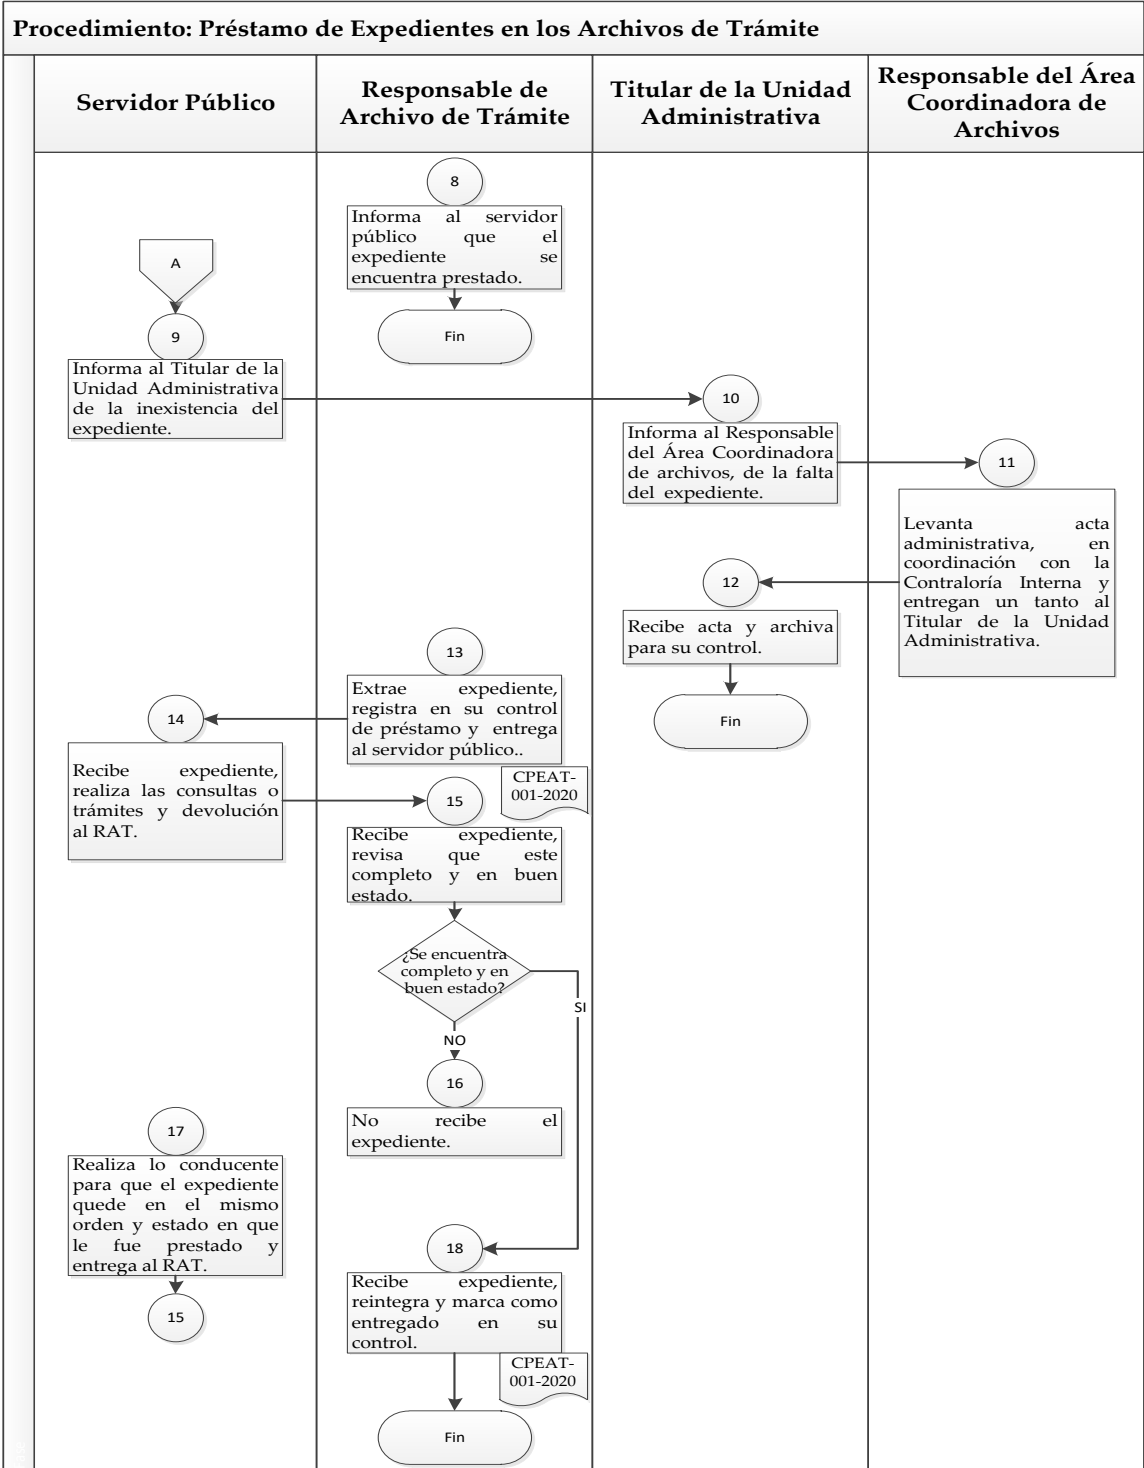 Procedimiento: Préstamo de Expedientes en los Archivos de Trámite
Servidor Público
Responsable de
Archivo de Trámite
Titular de la Unidad
Administrativa
Responsable del Área
Coordinadora de
Archivos
8
Informa al servidor
público que el
expediente se
encuentra prestado.
Fin
A
9
Informa al Titular de la
Unidad Administrativa
de la inexistencia del
expediente.
10
Informa al Responsable
del Área Coordinadora
de archivos, de la falta
del expediente.
11
Levanta acta
administrativa, en
coordinación con la
Contraloría Interna y
entregan un tanto al
Titular de la Unidad
Administrativa.
12
Recibe acta y archiva
para su control.
Fin
13
Extrae expediente,
registra en su control
de préstamo y entrega
al servidor público..
CPEAT-
001-2020
14
Recibe expediente,
realiza las consultas o
trámites y devolución
al RAT.
15
Recibe expediente,
revisa que este
completo y en buen
estado.
¿Se encuentra
completo y en
buen estado?
SI
NO
16
No recibe el
expediente.
17
Realiza lo conducente
para que el expediente
quede en el mismo
orden y estado en que
le fue prestado y
entrega al RAT.
15
18
Recibe expediente,
reintegra y marca como
entregado en su
control.
CPEAT-
001-2020
Fin